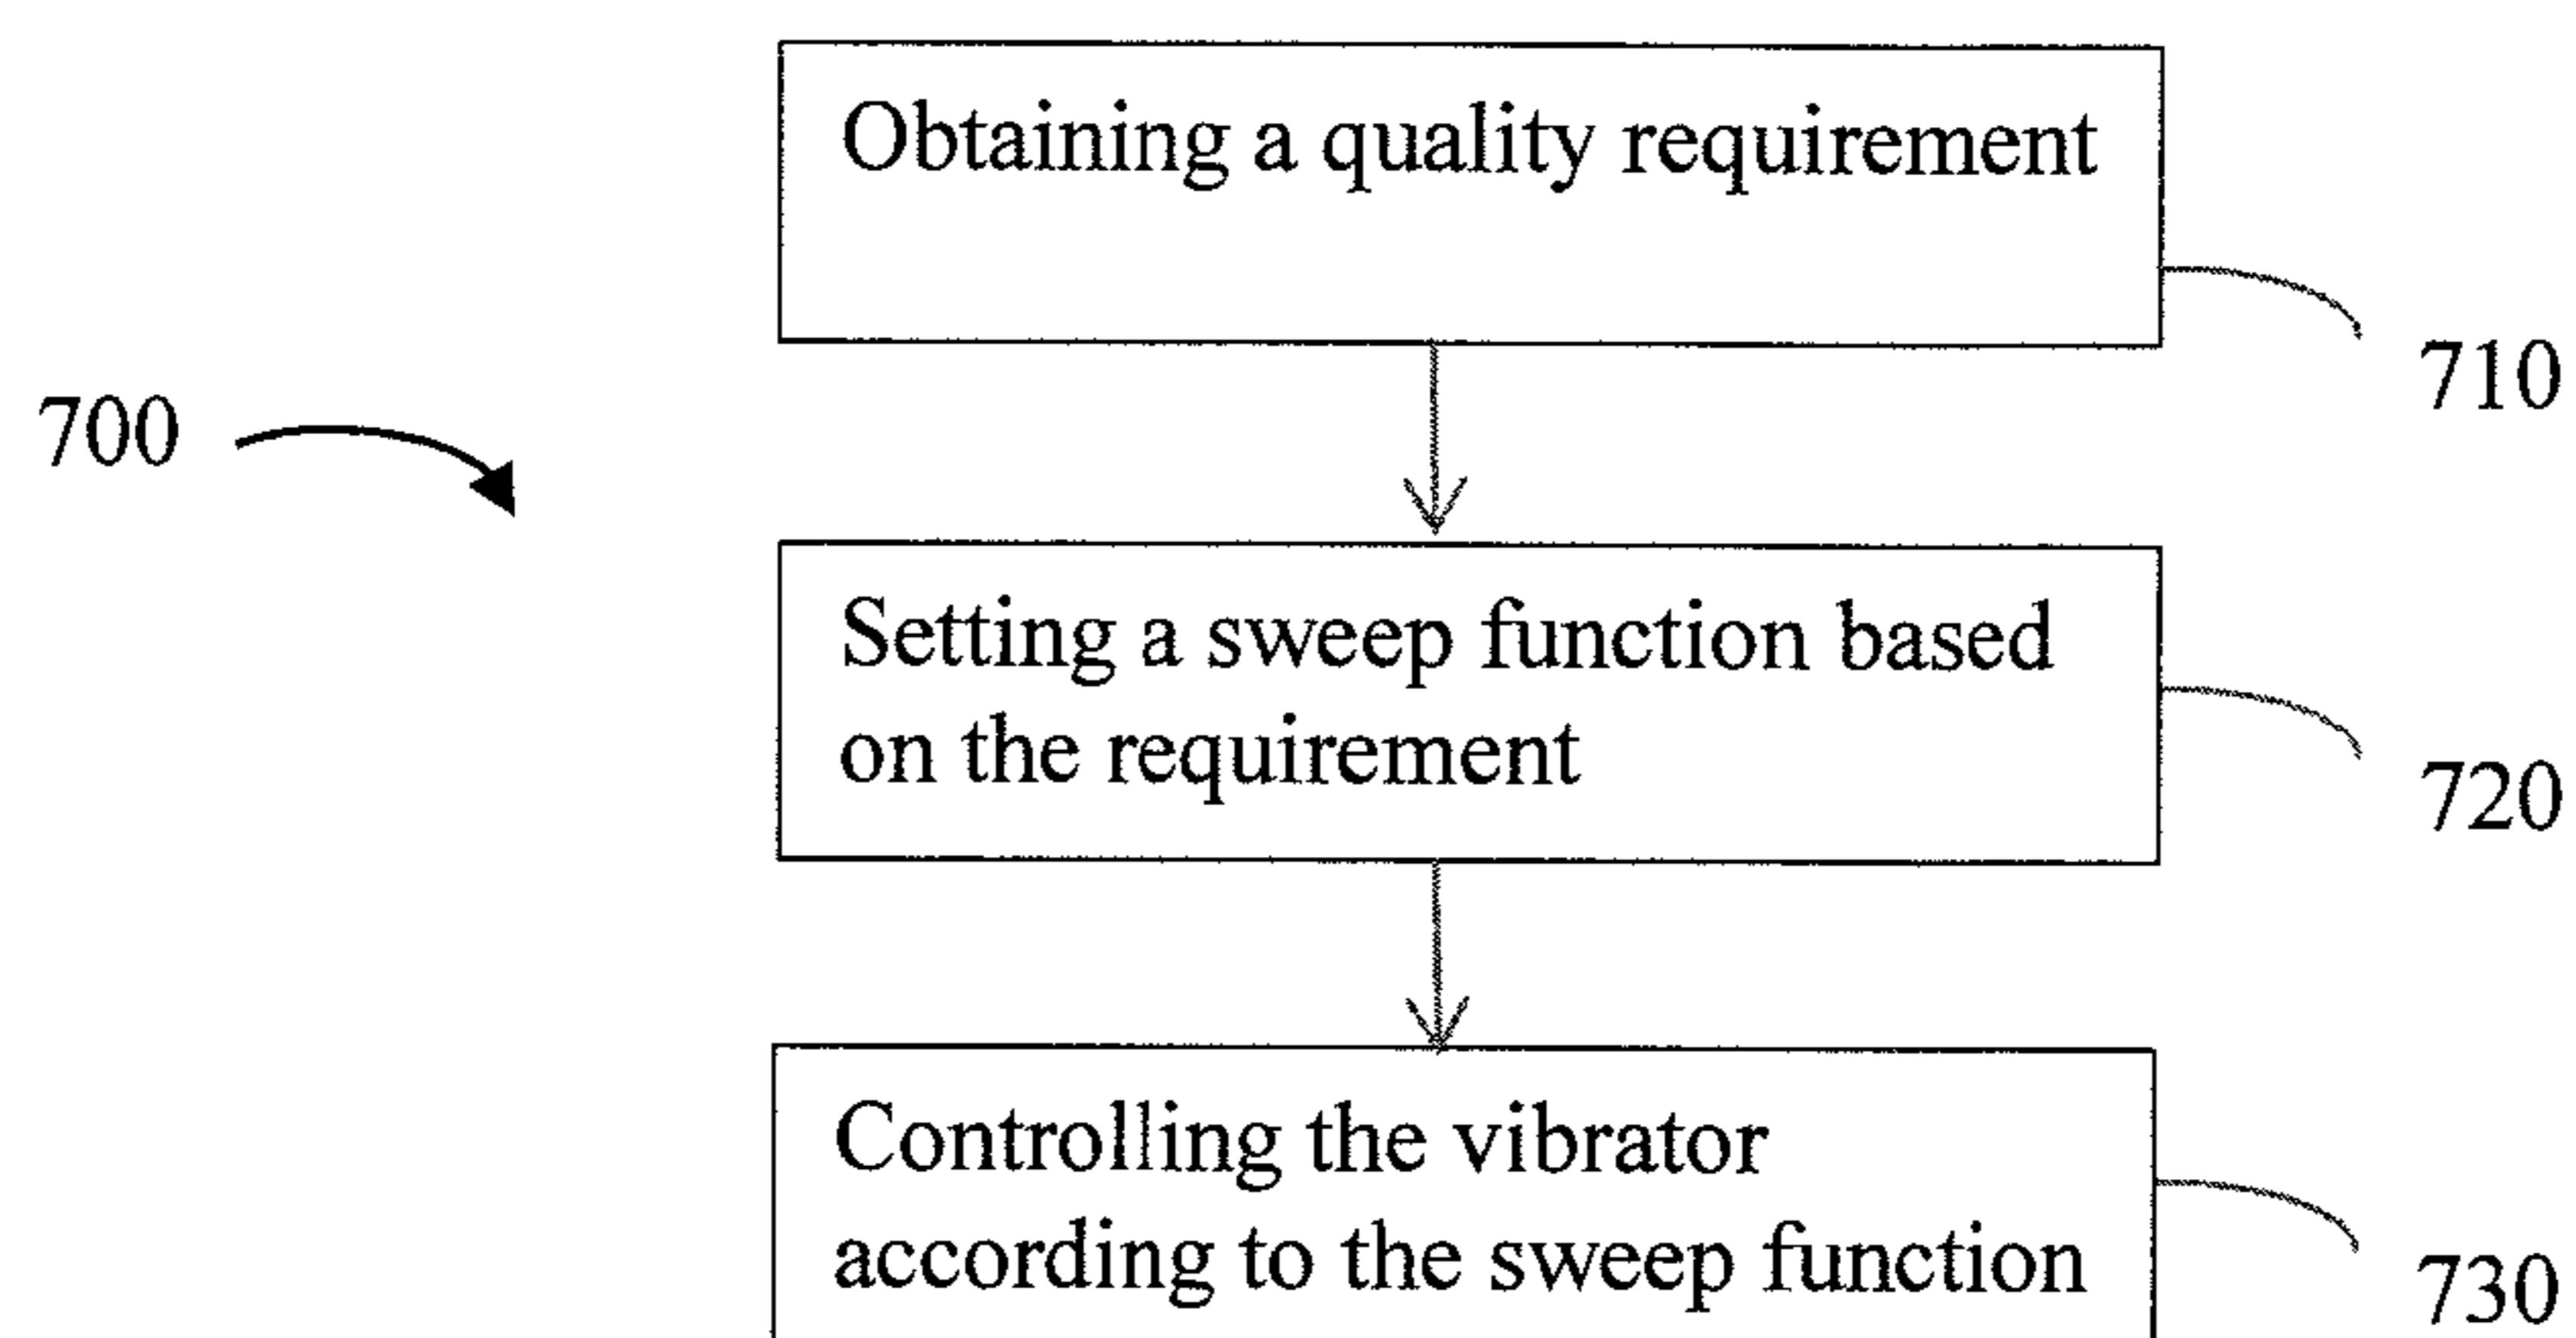 Obtaining a quality requirement
710
700
Setting a sweep function based
on the requirement
720
Controlling the vibrator
according to the sweep function
730